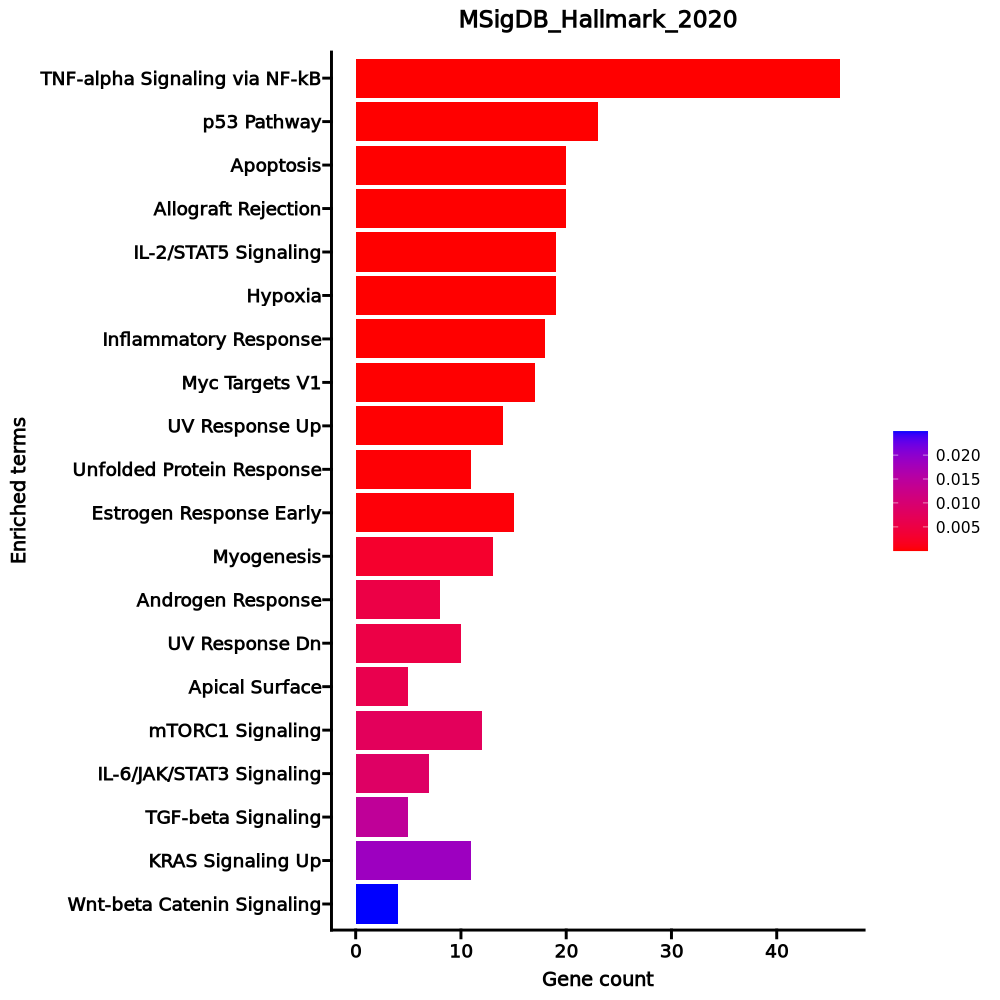 MSigDB_Hallmark_2020
TNF-alpha Signaling via NF-kB
p53 Pathway
Apoptosis
Allograft Rejection
IL-2/STAT5 Signaling
Hypoxia
Inflammatory Response
Myc Targets V1
UV Response Up
Unfolded Protein Response
Estrogen Response Early
Myogenesis
Androgen Response
UV Response Dn
Apical Surface
mTORC1 Signaling
IL-6/JAK/STAT3 Signaling
TGF-beta Signaling
KRAS Signaling Up
Wnt-beta Catenin Signaling
Enriched terms
0 10 20 30 40
Gene count
0.020
0.015
0.010
0.005